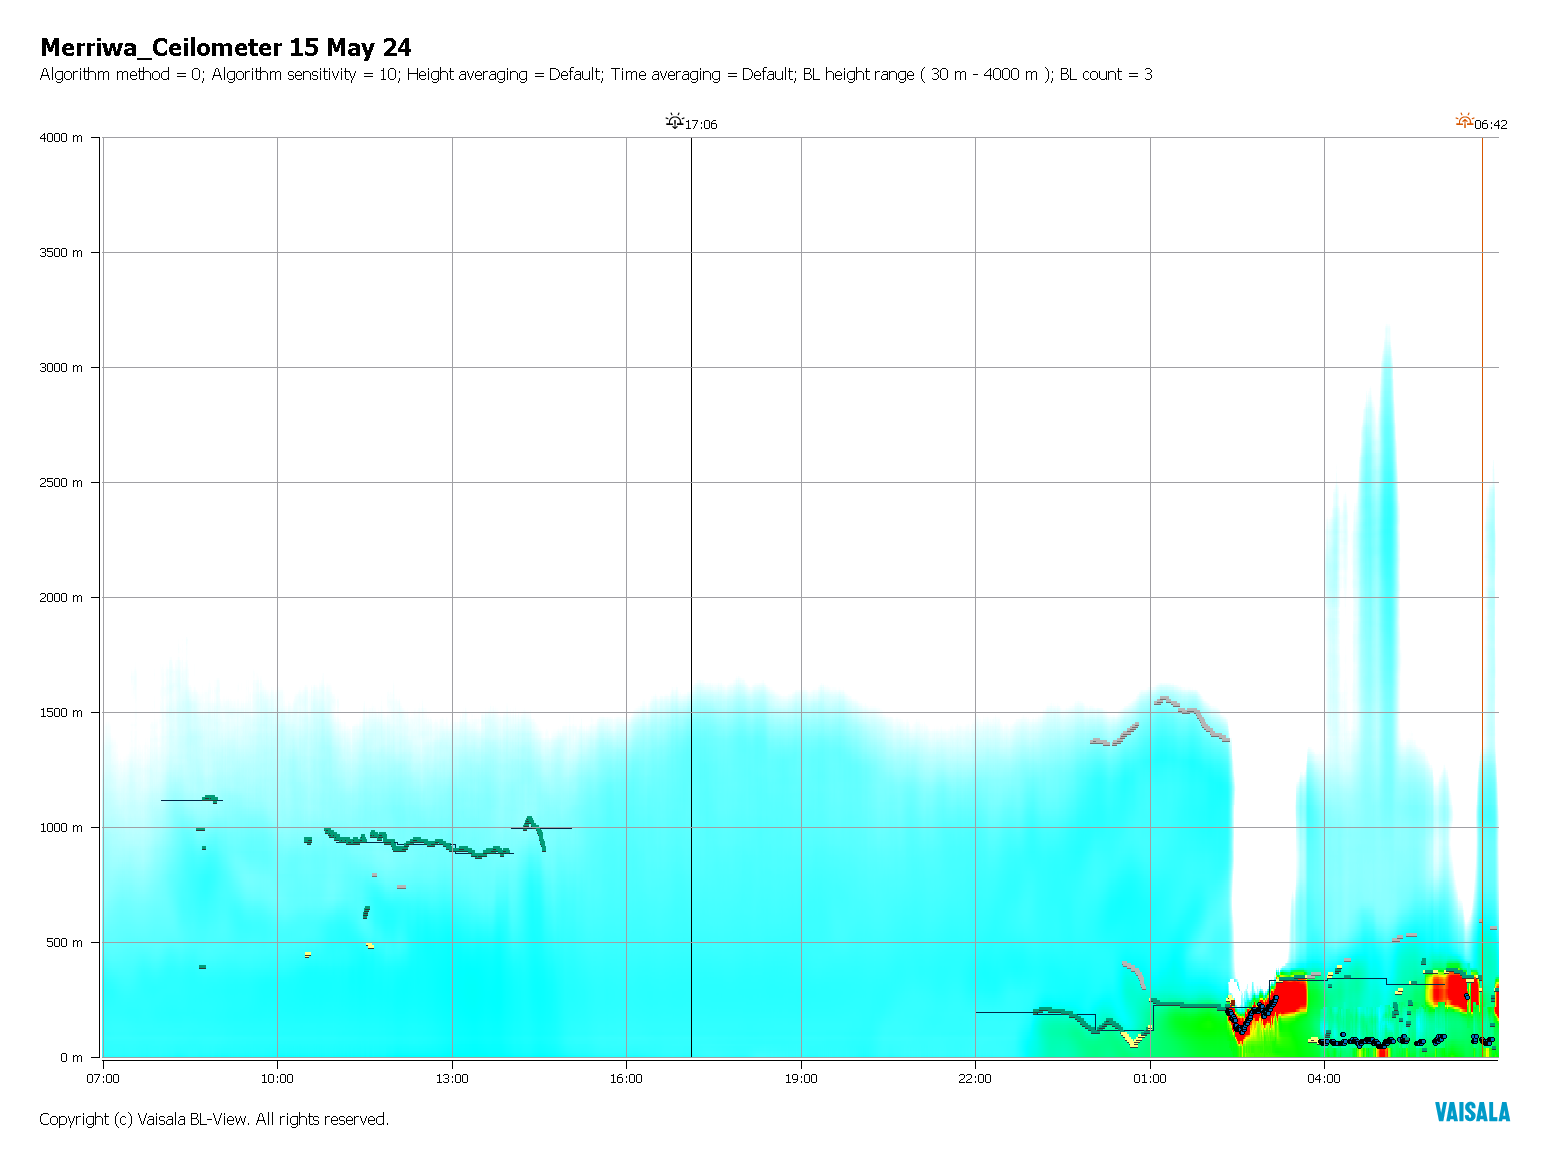 Merriwa_Ceilometer 15 May 24
Algorithm method = 0; Algorithm sensitivity = 10; Height averaging = Default; Time averaging = Default; BL height range ( 30 m - 4000 m ); BL count = 3
17:06
06:42
4000 m
3500 m
3000 m
2500 m
2000 m
1500 m
1000 m
500 m
0 m
07:00 10:00 13:00 16:00 19:00 22:00 01:00 04:00
Copyright (c) Vaisala BL-View. All rights reserved.
VAISALA